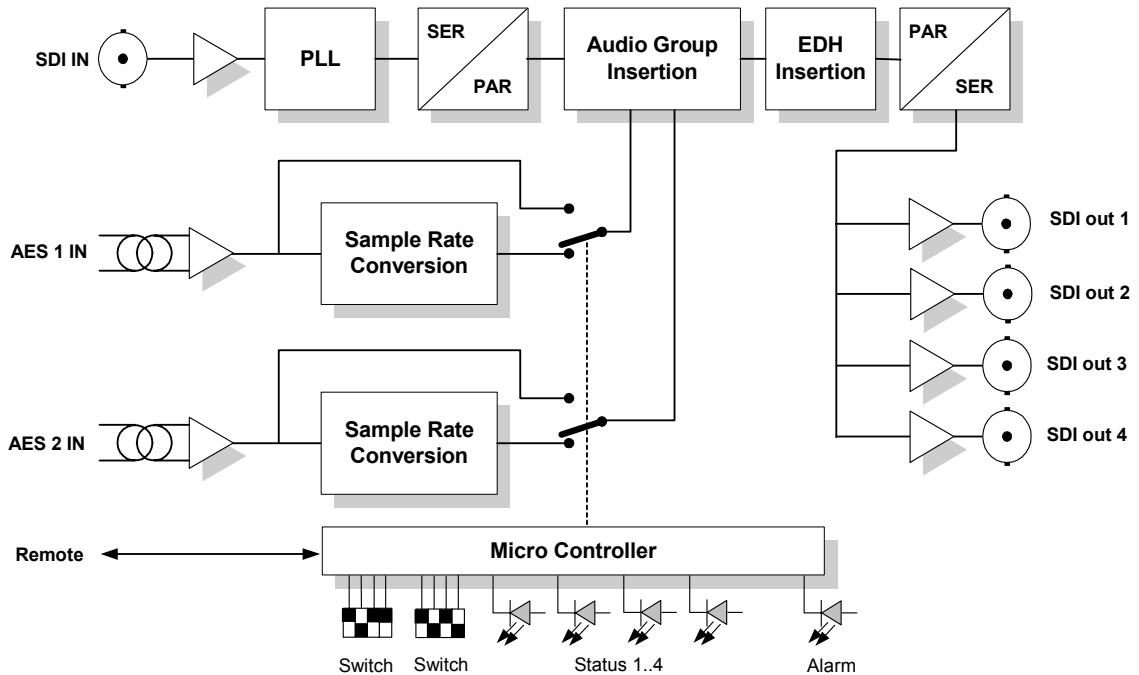 SDI IN
PLL
SER
PAR
Audio Group
Insertion
EDH
Insertion
PAR
SER
SDI out 1
SDI out 2
SDI out 3
SDI out 4
AES 1 IN
Sample Rate
Conversion
AES 2 IN
Sample Rate
Conversion
Remote
Micro Controller
Switch
Switch
Status 1..4
Alarm